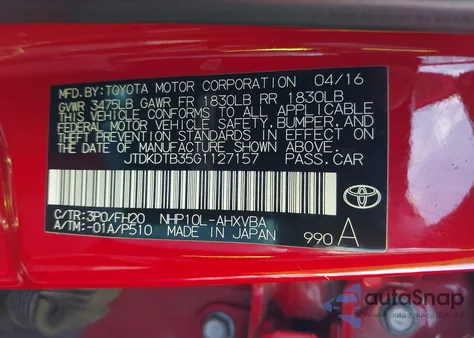 MFD.BY:TOYOTA MOTOR CORPORATION 04/16
GVWR 3475LB GAWR FR 1830LB RR 1830LB
THIS VEHICLE CONFORMS TO ALL APPLICABLE
FEDERAL MOTOR VEHICLE SAFETY,BUMPER,AND
THEFT PREVENTION STANDARDS IN EFFECT ON
THE DATE OF MANUFACTURE SHOWN ABOVE.
JTDKDTB35G1127157 PASS.CAR
C/TR:3P0/FH20 NHP10L-AHXVBA
A/TM:-01A/P510 MADE IN JAPAN
990 A
autoSnap